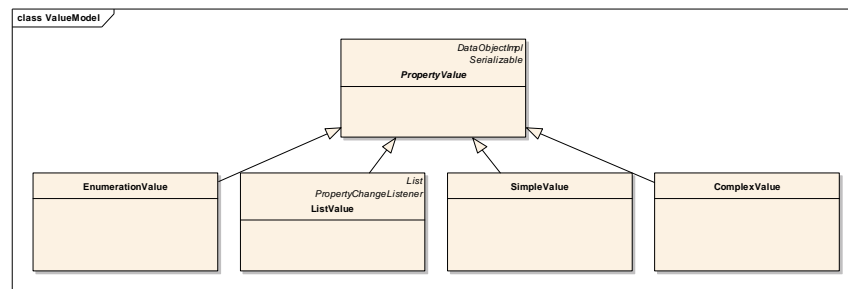 class ValueModel
DataObjectImpl
Serializable
PropertyValue
EnumerationValue
List
PropertyChangeListener
ListValue
SimpleValue
ComplexValue